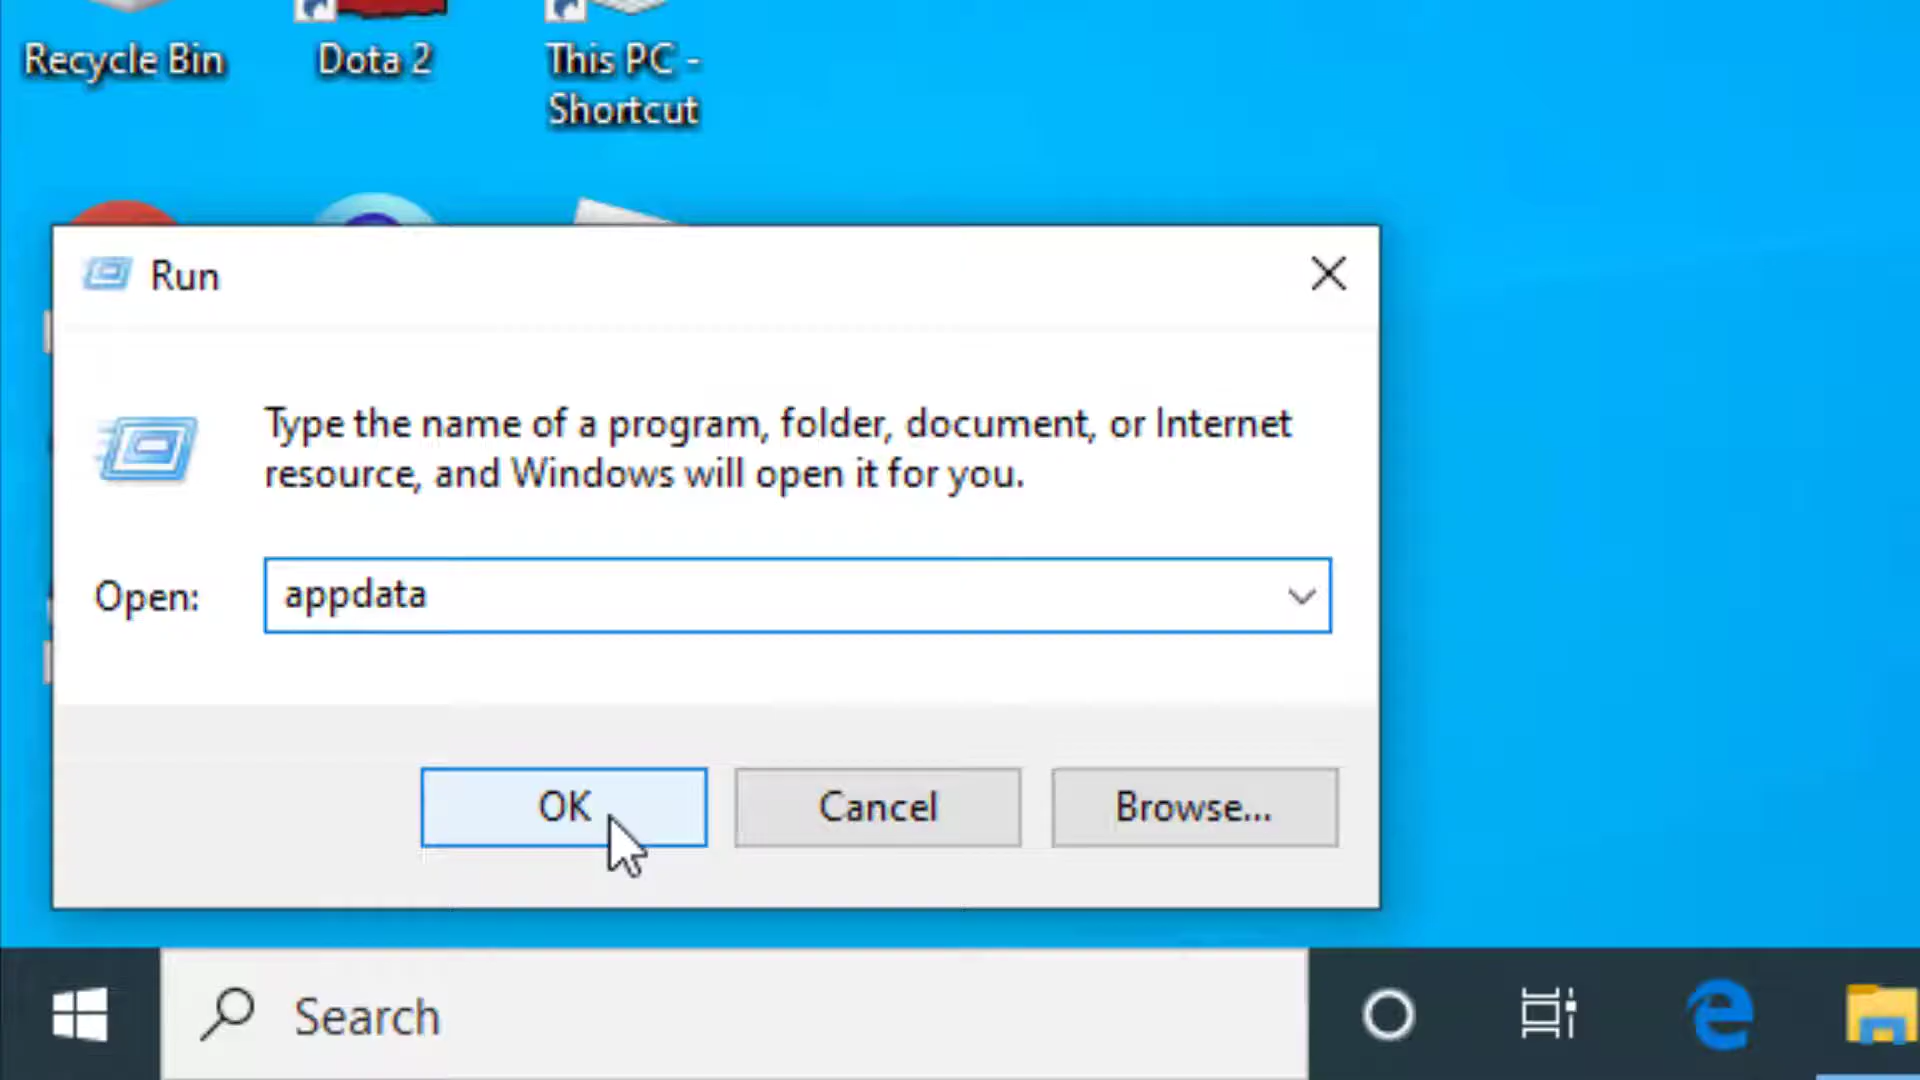 Recycle Bin
Dota 2
This PC -
Shortcut
Run
Type the name of a program, folder, document, or Internet
resource, and Windows will open it for you.
Open:
appdata
OK
Cancel
Browse...
Search